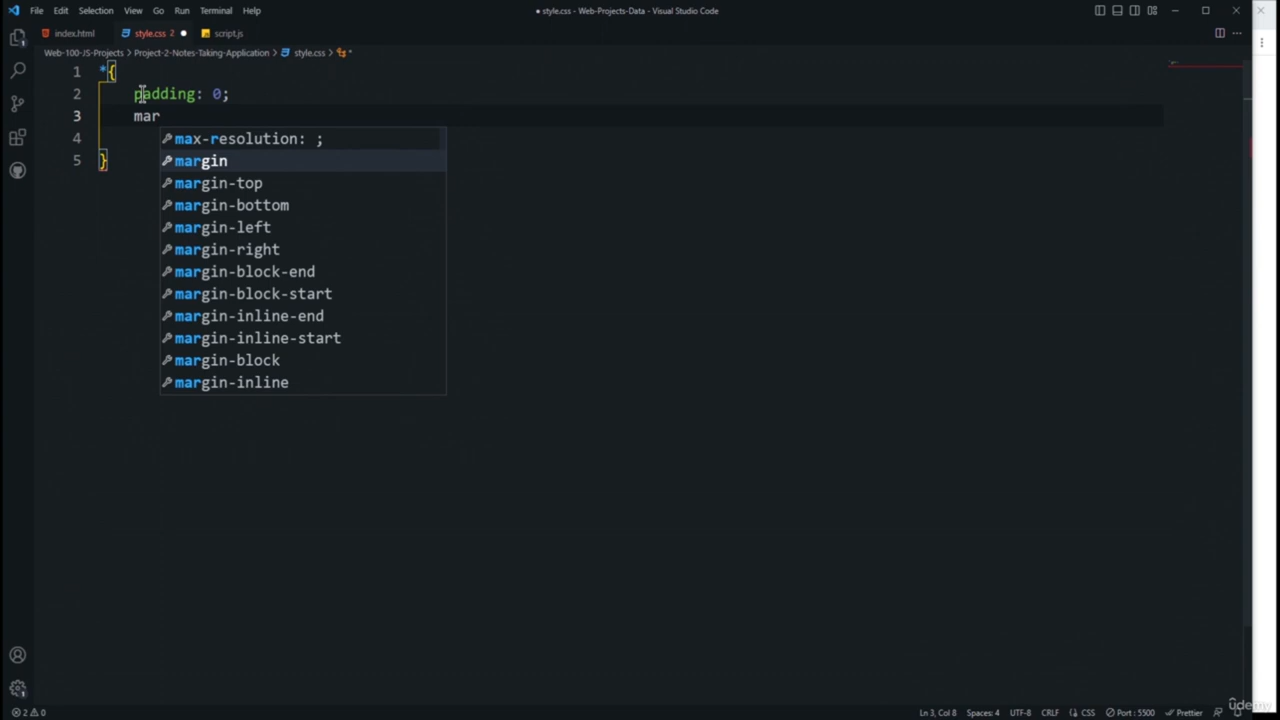 File Edit Selection View Go Run Terminal Help
● style.css - Web-Projects-Data - Visual Studio Code
index.html
style.css 2 ●
script.js
Web-100-JS-Projects > Project-2-Notes-Taking-Application > style.css > *
1 *{
2 padding: 0;
3 mar
4
5 }
max-resolution: ;
margin
margin-top
margin-bottom
margin-left
margin-right
margin-block-end
margin-block-start
margin-inline-end
margin-inline-start
margin-block
margin-inline
2 0
Ln 3, Col 8 Spaces: 4 UTF-8 CRLF CSS Port : 5500 Prettier
udemy